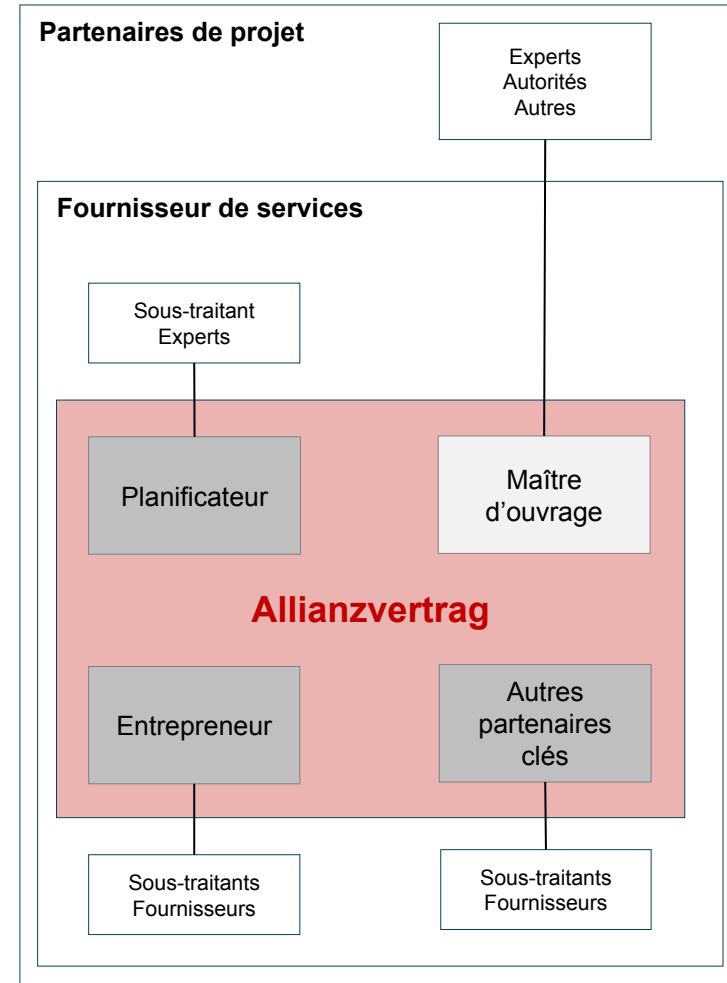 Partenaires de projet
Experts
Autorités
Autres
Fournisseur de services
Sous-traitant
Experts
Planificateur
Maître
d’ouvrage
Allianzvertrag
Entrepreneur
Autres
partenaires
clés
Sous-traitants
Fournisseurs
Sous-traitants
Fournisseurs